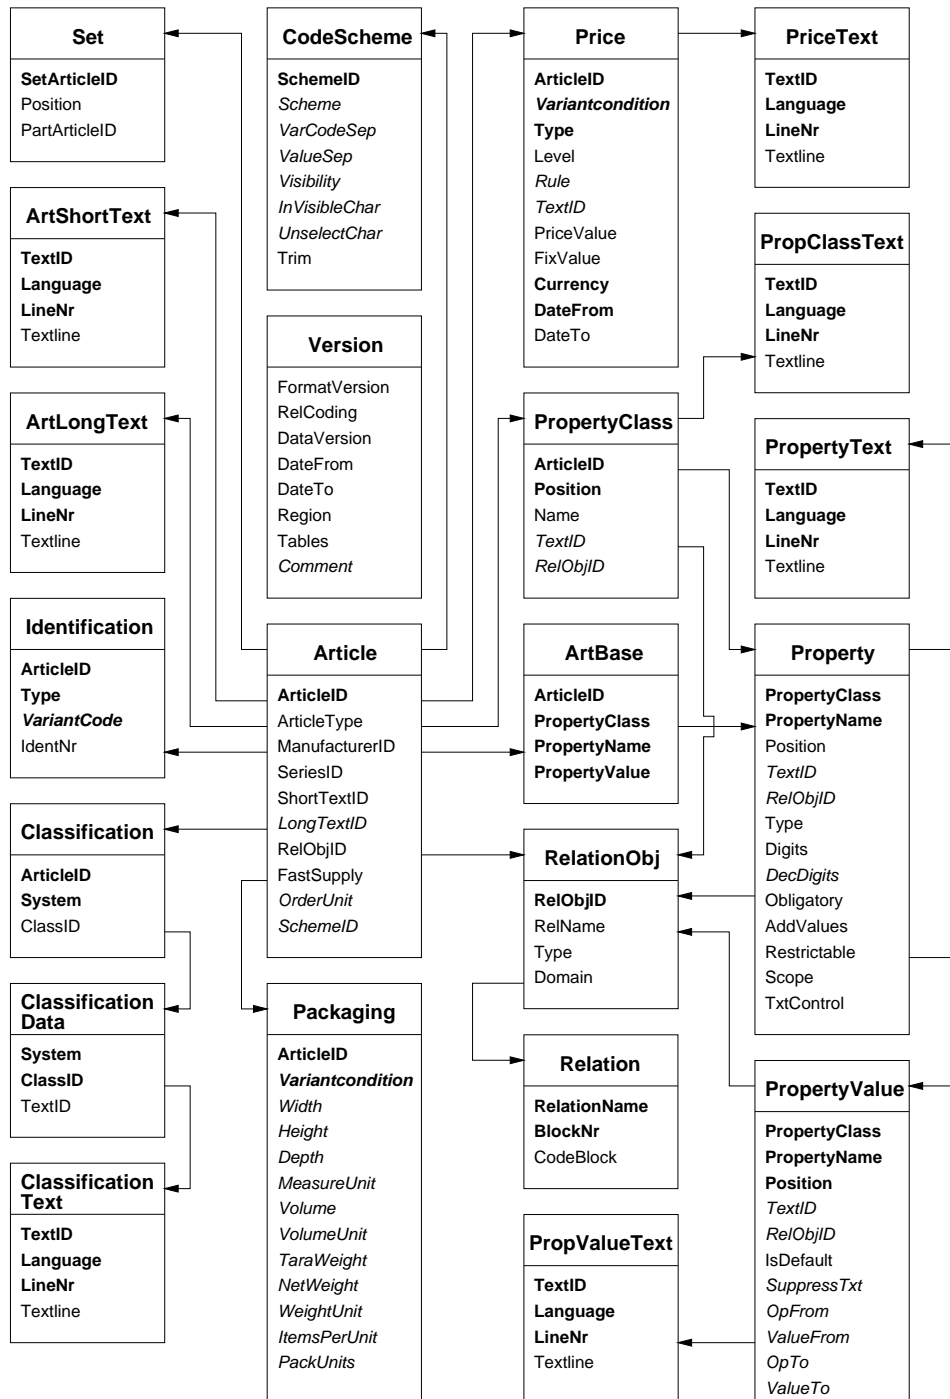 Set
SetArticleID
Position
PartArticleID
ArtShortText
TextID
Language
LineNr
Textline
ArtLongText
TextID
Language
LineNr
Textline
Identification
ArticleID
Type
VariantCode
IdentNr
Classification
ArticleID
System
ClassID
Classification
Data
System
ClassID
TextID
Classification
Text
TextID
Language
LineNr
Textline
CodeScheme
SchemeID
Scheme
VarCodeSep
ValueSep
Visibility
InVisibleChar
UnselectChar
Trim
Version
FormatVersion
RelCoding
DataVersion
DateFrom
DateTo
Region
Tables
Comment
Article
ArticleID
ArticleType
ManufacturerID
SeriesID
ShortTextID
LongTextID
RelObjID
FastSupply
OrderUnit
SchemeID
Packaging
ArticleID
Variantcondition
Width
Height
Depth
MeasureUnit
Volume
VolumeUnit
TaraWeight
NetWeight
WeightUnit
ItemsPerUnit
PackUnits
Price
ArticleID
Variantcondition
Type
Level
Rule
TextID
PriceValue
FixValue
Currency
DateFrom
DateTo
PropertyClass
ArticleID
Position
Name
TextID
RelObjID
ArtBase
ArticleID
PropertyClass
PropertyName
PropertyValue
RelationObj
RelObjID
RelName
Type
Domain
Relation
RelationName
BlockNr
CodeBlock
PropValueText
TextID
Language
LineNr
Textline
PriceText
TextID
Language
LineNr
Textline
PropClassText
TextID
Language
LineNr
Textline
PropertyText
TextID
Language
LineNr
Textline
Property
PropertyClass
PropertyName
Position
TextID
RelObjID
Type
Digits
DecDigits
Obligatory
AddValues
Restrictable
Scope
TxtControl
PropertyValue
PropertyClass
PropertyName
Position
TextID
RelObjID
IsDefault
SuppressTxt
OpFrom
ValueFrom
OpTo
ValueTo